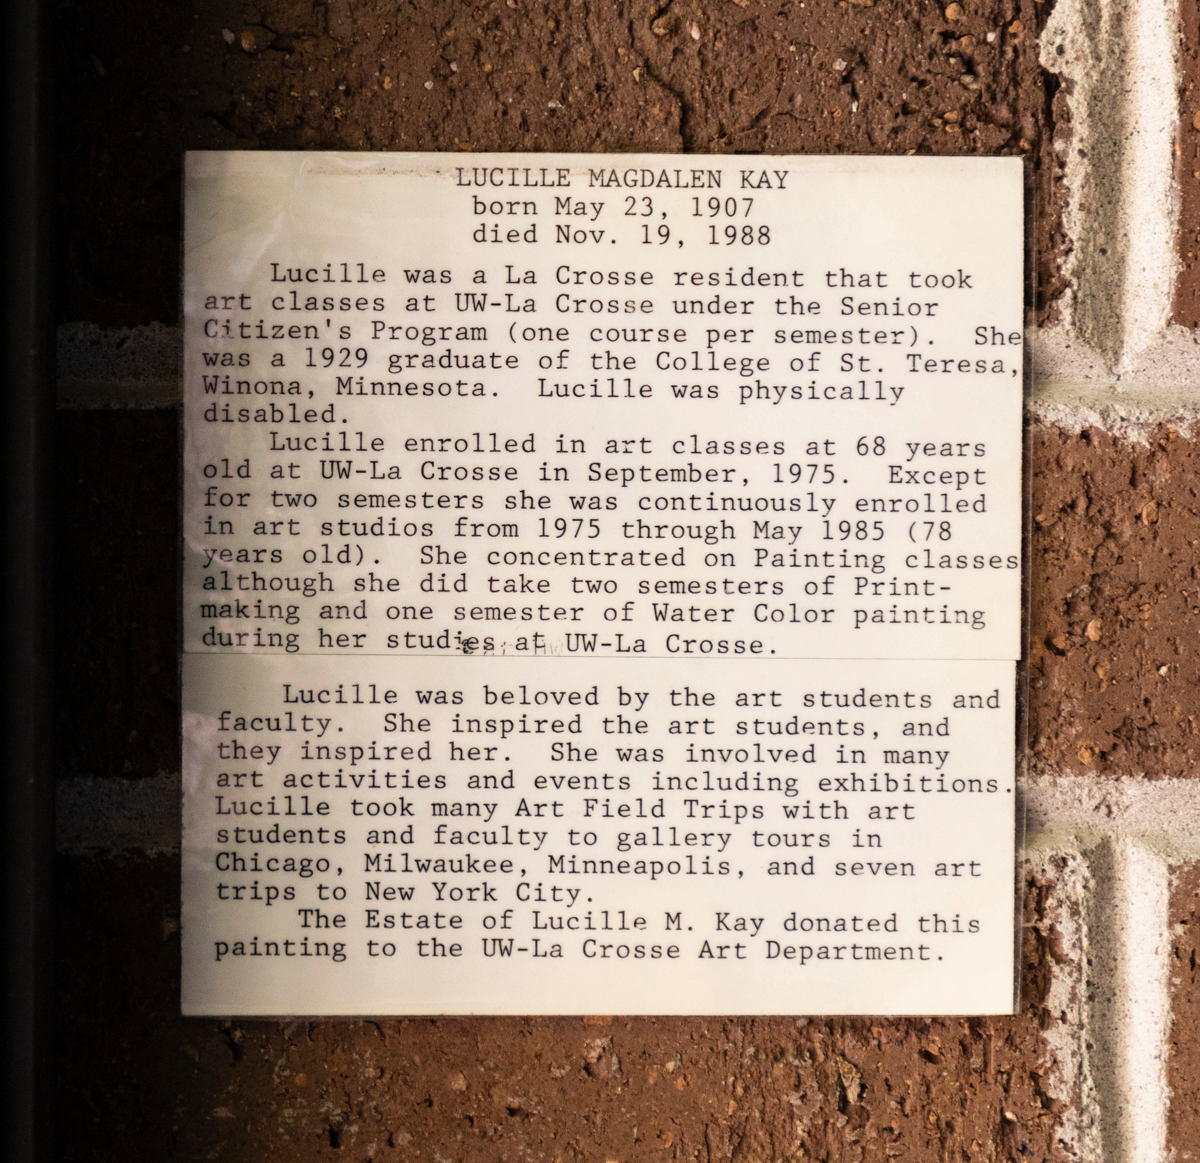 LUCILLE MAGDALEN KAY
born May 23, 1907
died Nov. 19, 1988
Lucille was a La Crosse resident that took
art classes at UW-La Crosse under the Senior
Citizen's Program (one course per semester).  She
was a 1929 graduate of the College of St. Teresa,
Winona, Minnesota.  Lucille was physically
disabled.
Lucille enrolled in art classes at 68 years
old at UW-La Crosse in September, 1975.  Except
for two semesters she was continuously enrolled
in art studios from 1975 through May 1985 (78
years old).  She concentrated on Painting classes
although she did take two semesters of Print-
making and one semester of Water Color painting
during her studies at UW-La Crosse.
Lucille was beloved by the art students and
faculty.  She inspired the art students, and
they inspired her.  She was involved in many
art activities and events including exhibitions.
Lucille took many Art Field Trips with art
students and faculty to gallery tours in
Chicago, Milwaukee, Minneapolis, and seven art
trips to New York City.
The Estate of Lucille M. Kay donated this
painting to the UW-La Crosse Art Department.